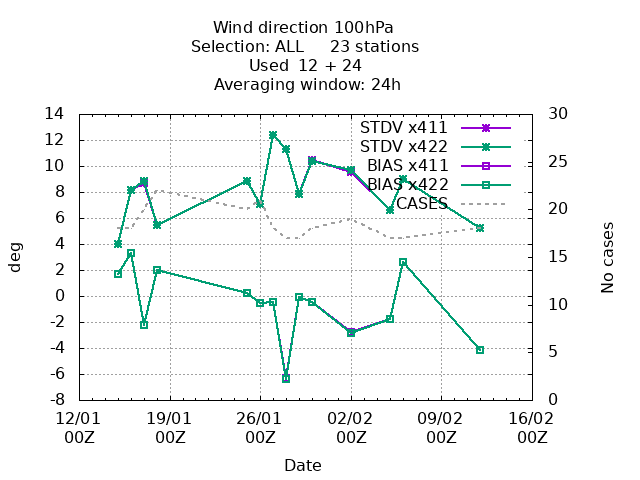 Wind direction 100hPa
Selection: ALL 23 stations
Used 12 + 24
Averaging window: 24h
STDV x411
STDV x422
BIAS x411
BIAS x422
CASES
14
12
10
8
6
4
2
0
-2
-4
-6
-8
deg
30
25
20
15
10
5
0
No cases
12/01 19/01 26/01 02/02 09/02 16/02
00Z 00Z 00Z 00Z 00Z 00Z
Date